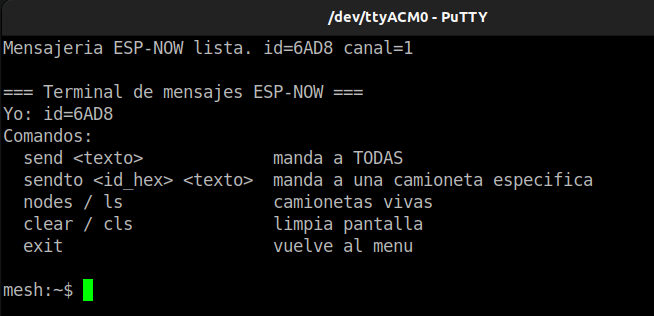 /dev/ttyACM0 - PuTTY
Mensajeria ESP-NOW lista. id=6AD8 canal=1
=== Terminal de mensajes ESP-NOW ===
Yo: id=6AD8
Comandos:
send <texto> manda a TODAS
sendto <id_hex> <texto> manda a una camioneta especifica
nodes / ls camionetas vivas
clear / cls limpia pantalla
exit vuelve al menu
mesh:~$